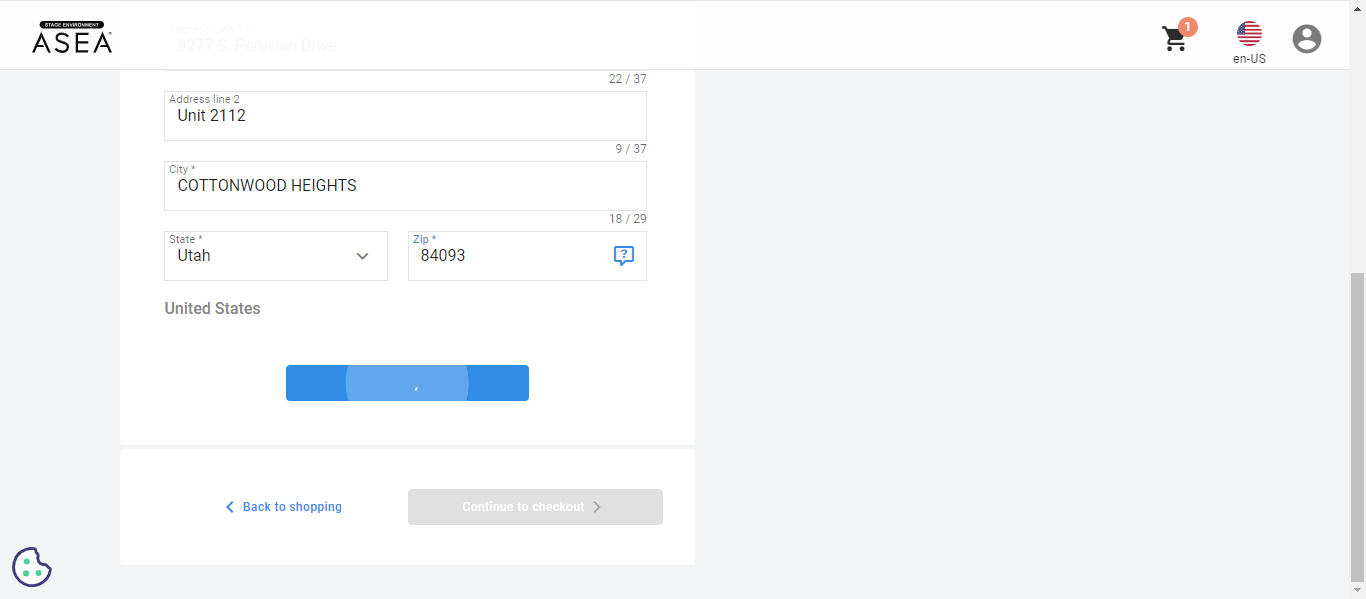 STAGE ENVIRONMENT
ASEA
Address Line 1 *
9277 S. Peruvian Drive
1
en-US
22 / 37
Address line 2
Unit 2112
9 / 37
City *
COTTONWOOD HEIGHTS
18 / 29
State *
Utah
Zip *
84093
?
United States
Back to shopping
Continue to checkout